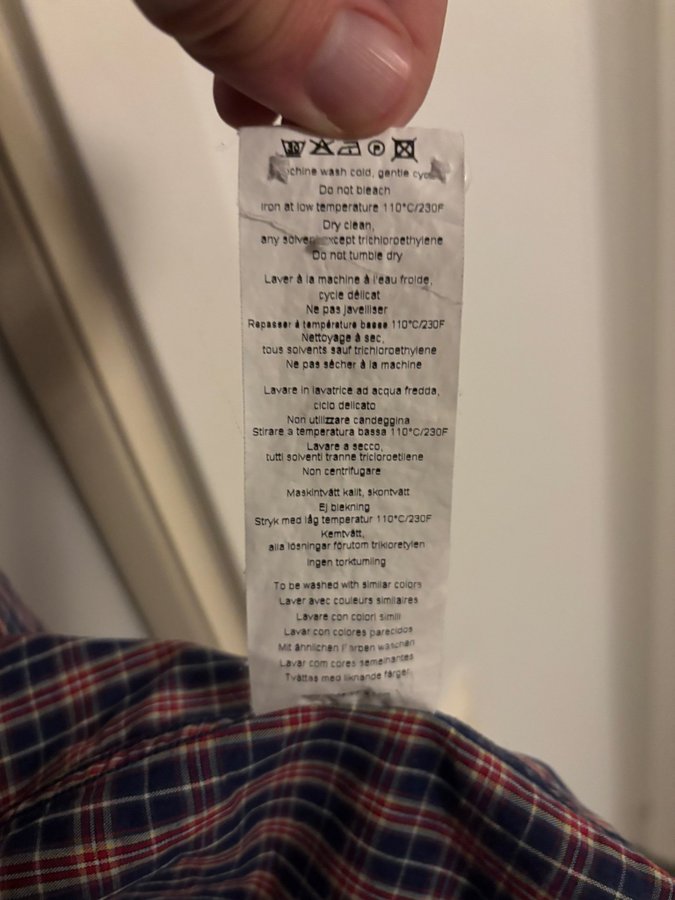 machine wash cold, gentle cycle
Do not bleach
Iron at low temperature 110°C/230F
Dry clean,
any solvent except trichloroethylene
Do not tumble dry
Laver à la machine à l'eau froide,
cycle délicat
Ne pas javelliser
Repasser à température basse 110°C/230F
Nettoyage à sec,
tous solvents sauf trichloroethylene
Ne pas sécher à la machine
Lavare in lavatrice ad acqua fredda,
ciclo delicato
Non utilizzare candeggina
Stirare a temperatura bassa 110°C/230F
Lavare a secco,
tutti solventi tranne tricloroetilene
Non centrifugare
Maskintvätt kallt, skontvätt
Ej blekning
Stryk med låg temperatur 110°C/230F
Kemtvätt,
alla lösningar förutom trikloretylen
Ingen torktumling
To be washed with similar colors
Laver avec couleurs similaires
Lavare con colori simili
Lavar con colores parecidos
Mit ähnlichen Farben waschen
Lavar com cores semelhantes
Tvättas med liknande färger